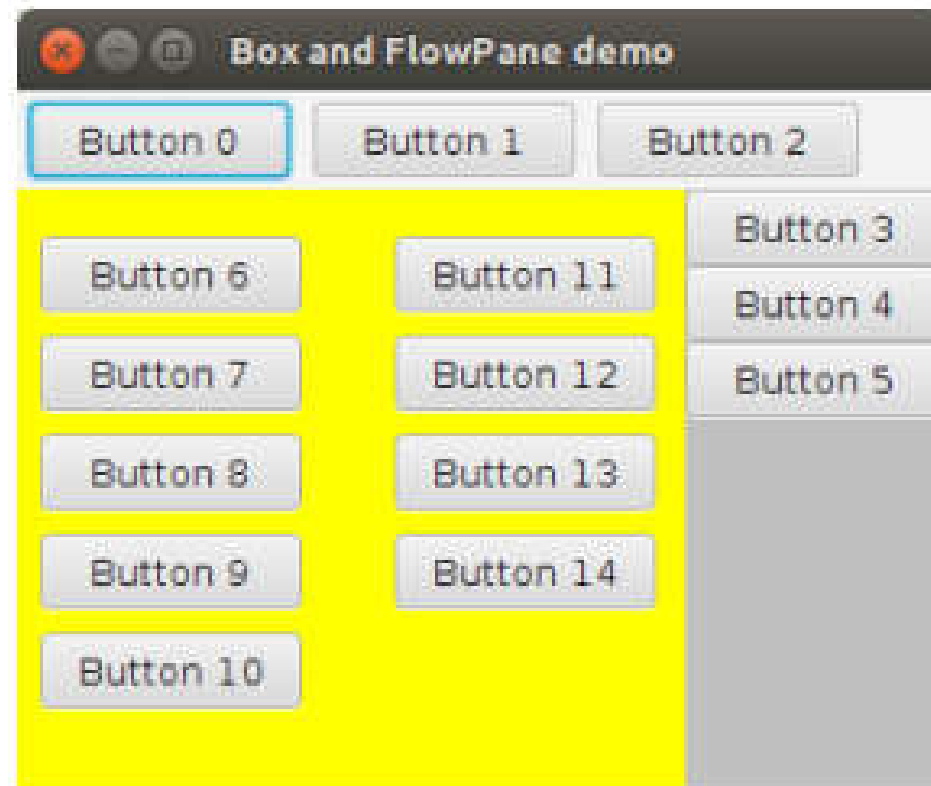 Box and FlowPane demo
Button 0
Button 1
Button 2
Button 3
Button 4
Button 5
Button 6
Button 7
Button 8
Button 9
Button 10
Button 11
Button 12
Button 13
Button 14